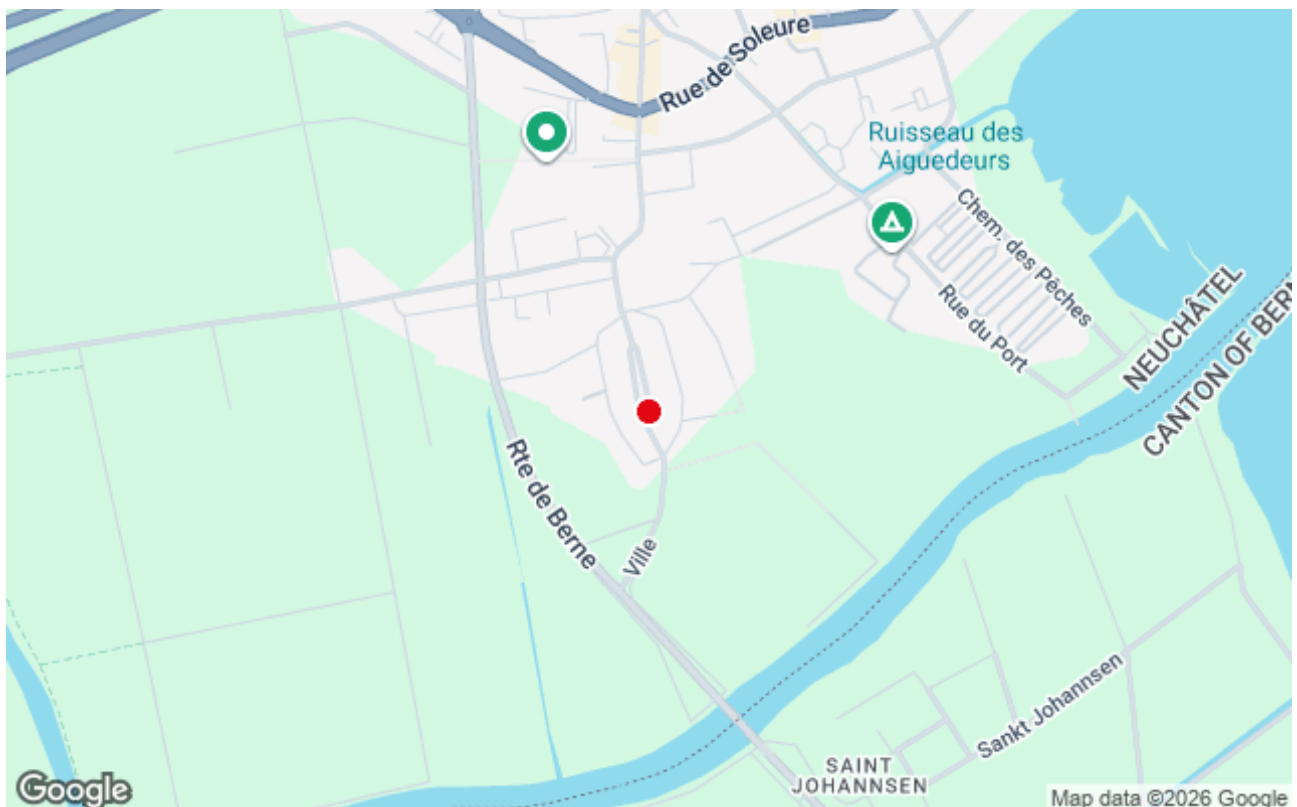 Rue de Soleure
Ruisseau des
Aiguedeurs
Chem. des Pêches
Rue du Port
NEUCHÂTEL
CANTON OF BERN
Rte de Berne
Ville
Sankt Johannsen
SAINT
JOHANNSEN
Google
Map data ©2026 Google